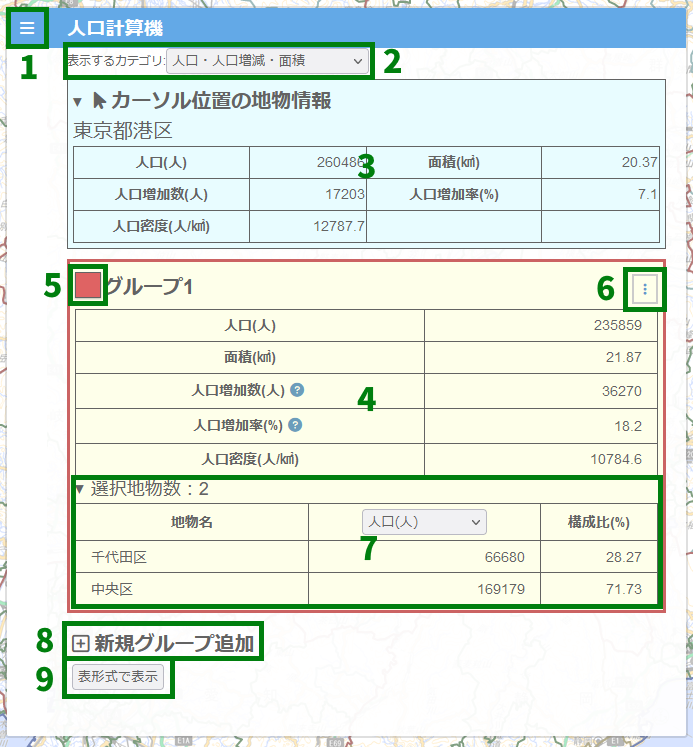 人口計算機
1
表示するカテゴリ: 人口・人口増減・面積
2
▼ カーソル位置の地物情報
東京都港区
人口(人) 260486 面積(㎢) 20.37
3
人口増加数(人) 17203 人口増加率(%) 7.1
人口密度(人/㎢) 12787.7
5
グループ1
6
人口(人) 235859
面積(㎢) 21.87
人口増加数(人) ? 36270
4
人口増加率(%) ? 18.2
人口密度(人/㎢) 10784.6
▼ 選択地物数：2
地物名 人口(人) 構成比(%)
7
千代田区 66680 28.27
中央区 169179 71.73
8
新規グループ追加
9
表形式で表示
E1A
E69